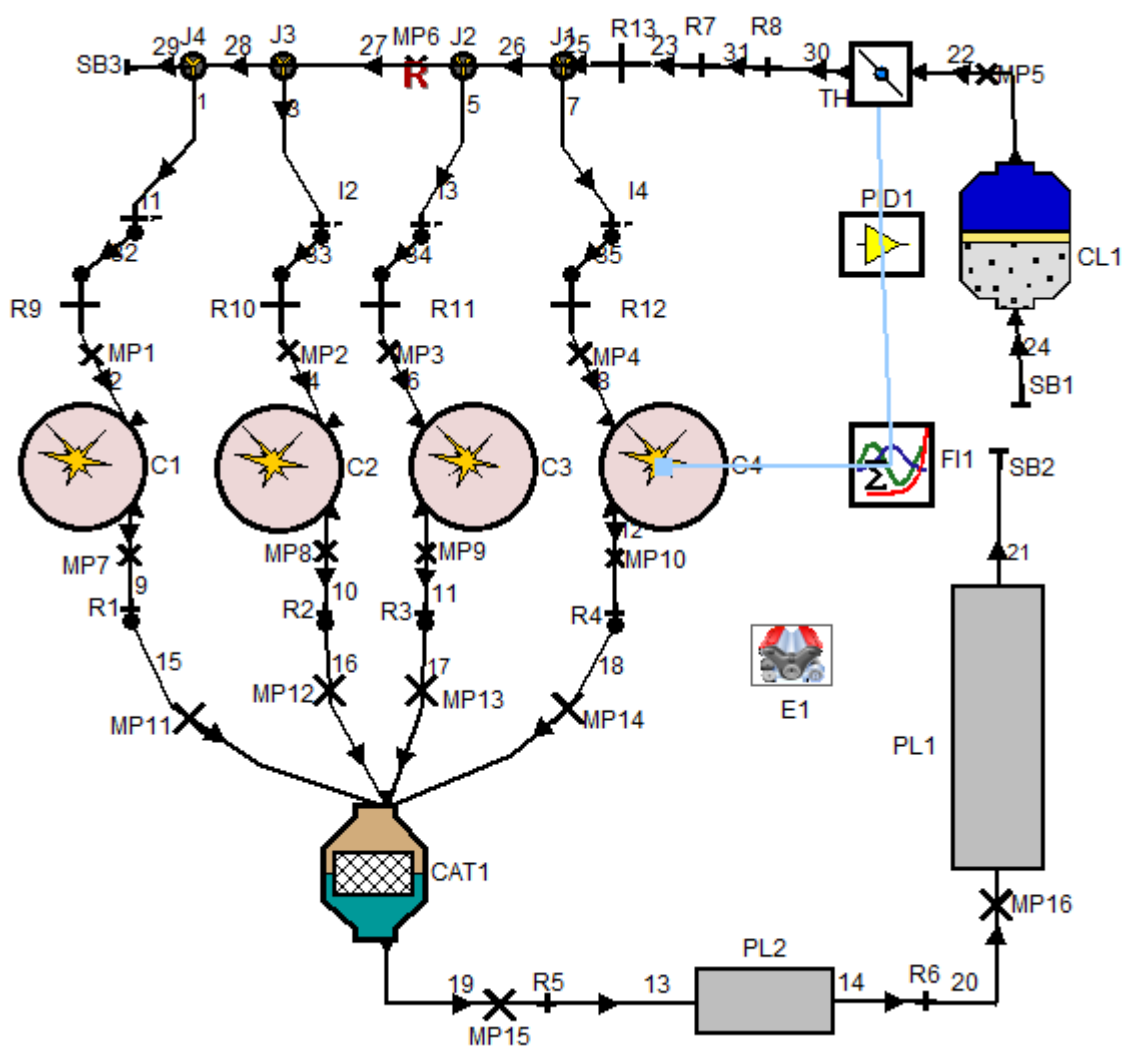 J4 J3 MP6 J2 J1 R13 R7 R8
SB3 29 28 27 26 25 23 31 30 22
MP5
TH
1 3 5 7
I2 I3 I4
11
PID1
32 33 34 35
CL1
R9 R10 R11 R12
24
MP1 MP2 MP3 MP4
2 4 6 8
SB1
C1 C2 C3 C4 Σ FI1 SB2
12
MP7 MP8 MP9 MP10
21
9 10 11
R1 R2 R3 R4
15 16 17 18
MP11 MP12 MP13 MP14
E1
PL1
CAT1
MP16
PL2
19 R5 13 14 R6 20
MP15
R